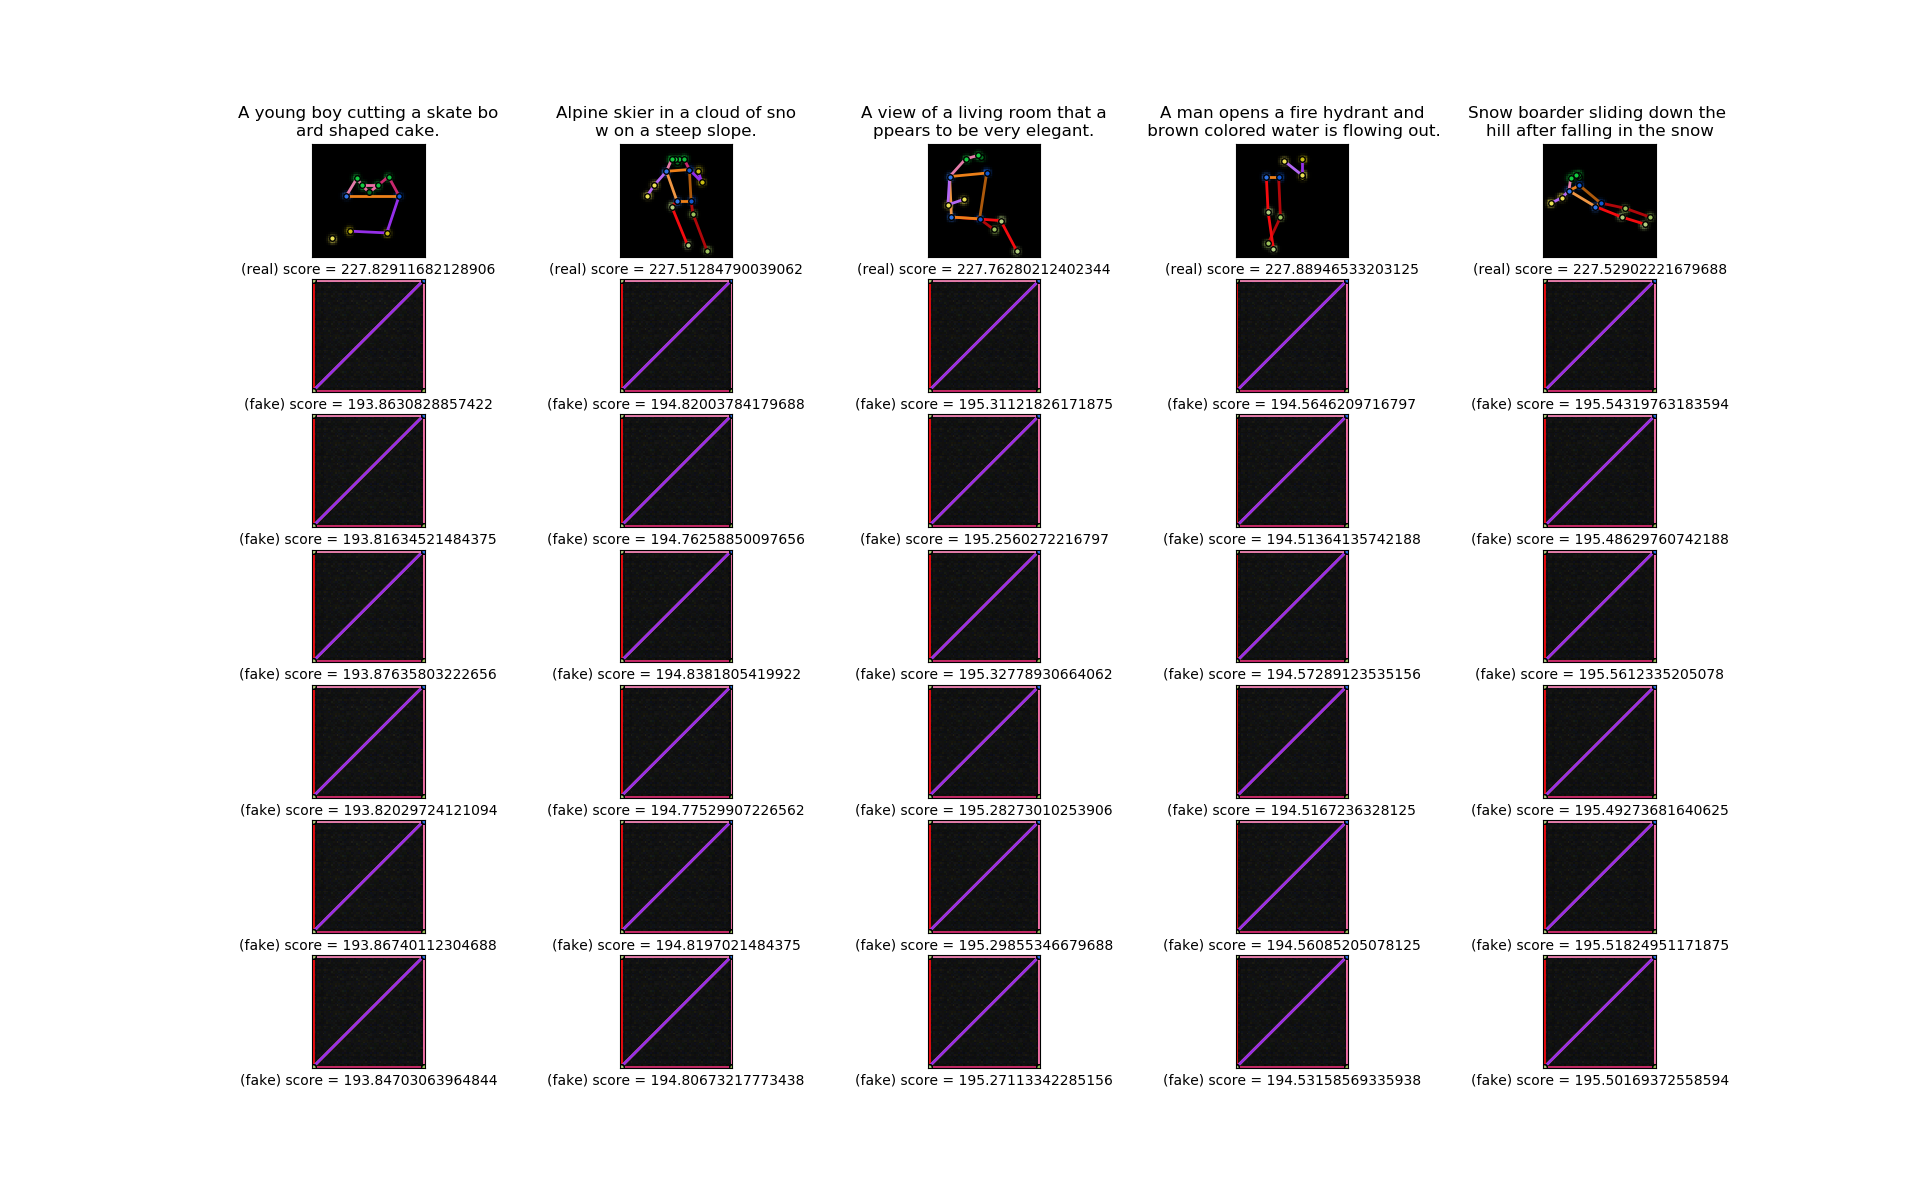 A young boy cutting a skate bo
ard shaped cake.
Alpine skier in a cloud of sno
w on a steep slope.
A view of a living room that a
ppears to be very elegant.
A man opens a fire hydrant and
brown colored water is flowing out.
Snow boarder sliding down the
hill after falling in the snow
(real) score = 227.82911682128906
(real) score = 227.51284790039062
(real) score = 227.76280212402344
(real) score = 227.88946533203125
(real) score = 227.52902221679688
(fake) score = 193.8630828857422
(fake) score = 194.82003784179688
(fake) score = 195.31121826171875
(fake) score = 194.5646209716797
(fake) score = 195.54319763183594
(fake) score = 193.81634521484375
(fake) score = 194.76258850097656
(fake) score = 195.2560272216797
(fake) score = 194.51364135742188
(fake) score = 195.48629760742188
(fake) score = 193.87635803222656
(fake) score = 194.8381805419922
(fake) score = 195.32778930664062
(fake) score = 194.57289123535156
(fake) score = 195.5612335205078
(fake) score = 193.82029724121094
(fake) score = 194.77529907226562
(fake) score = 195.28273010253906
(fake) score = 194.5167236328125
(fake) score = 195.49273681640625
(fake) score = 193.86740112304688
(fake) score = 194.8197021484375
(fake) score = 195.29855346679688
(fake) score = 194.56085205078125
(fake) score = 195.51824951171875
(fake) score = 193.84703063964844
(fake) score = 194.80673217773438
(fake) score = 195.27113342285156
(fake) score = 194.53158569335938
(fake) score = 195.50169372558594